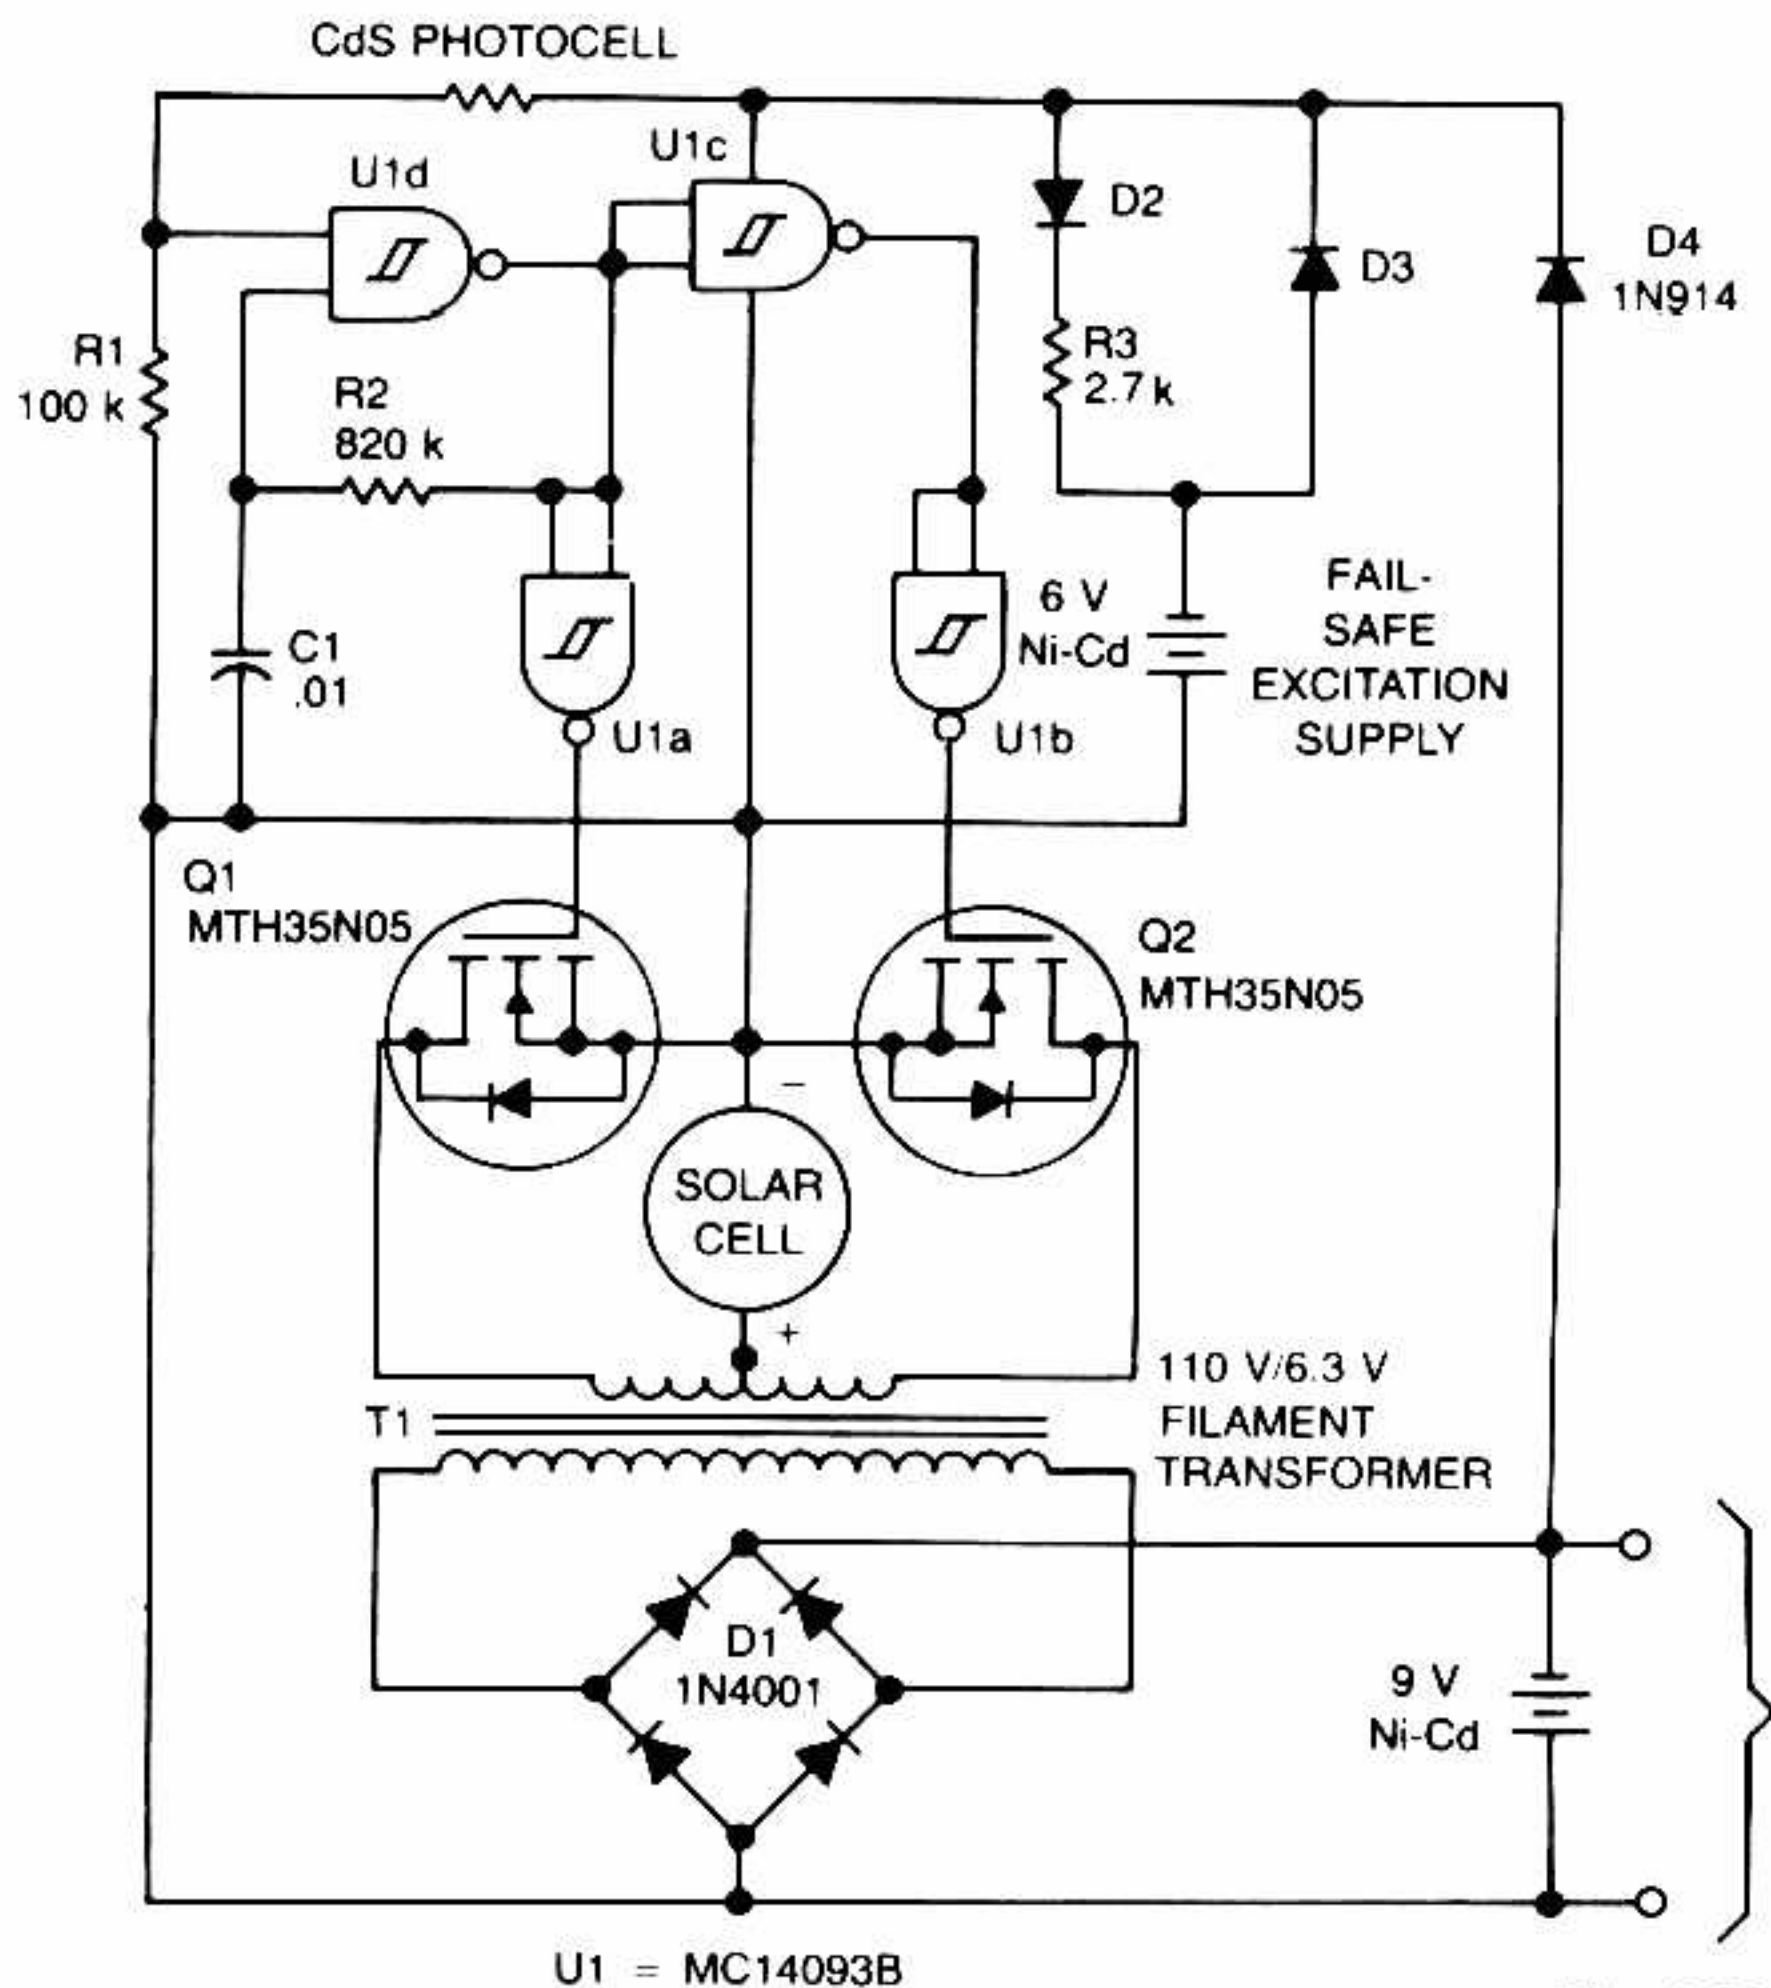 CdS PHOTOCELL
U1c
U1d
D2
D3
D4
1N914
R1
100 k
R2
820 k
R3
2.7 k
C1
.01
U1a
6 V
Ni-Cd
U1b
FAIL-
SAFE
EXCITATION
SUPPLY
Q1
MTH35N05
Q2
MTH35N05
−
SOLAR
CELL
+
T1
110 V/6.3 V
FILAMENT
TRANSFORMER
D1
1N4001
9 V
Ni-Cd
U1 = MC14093B